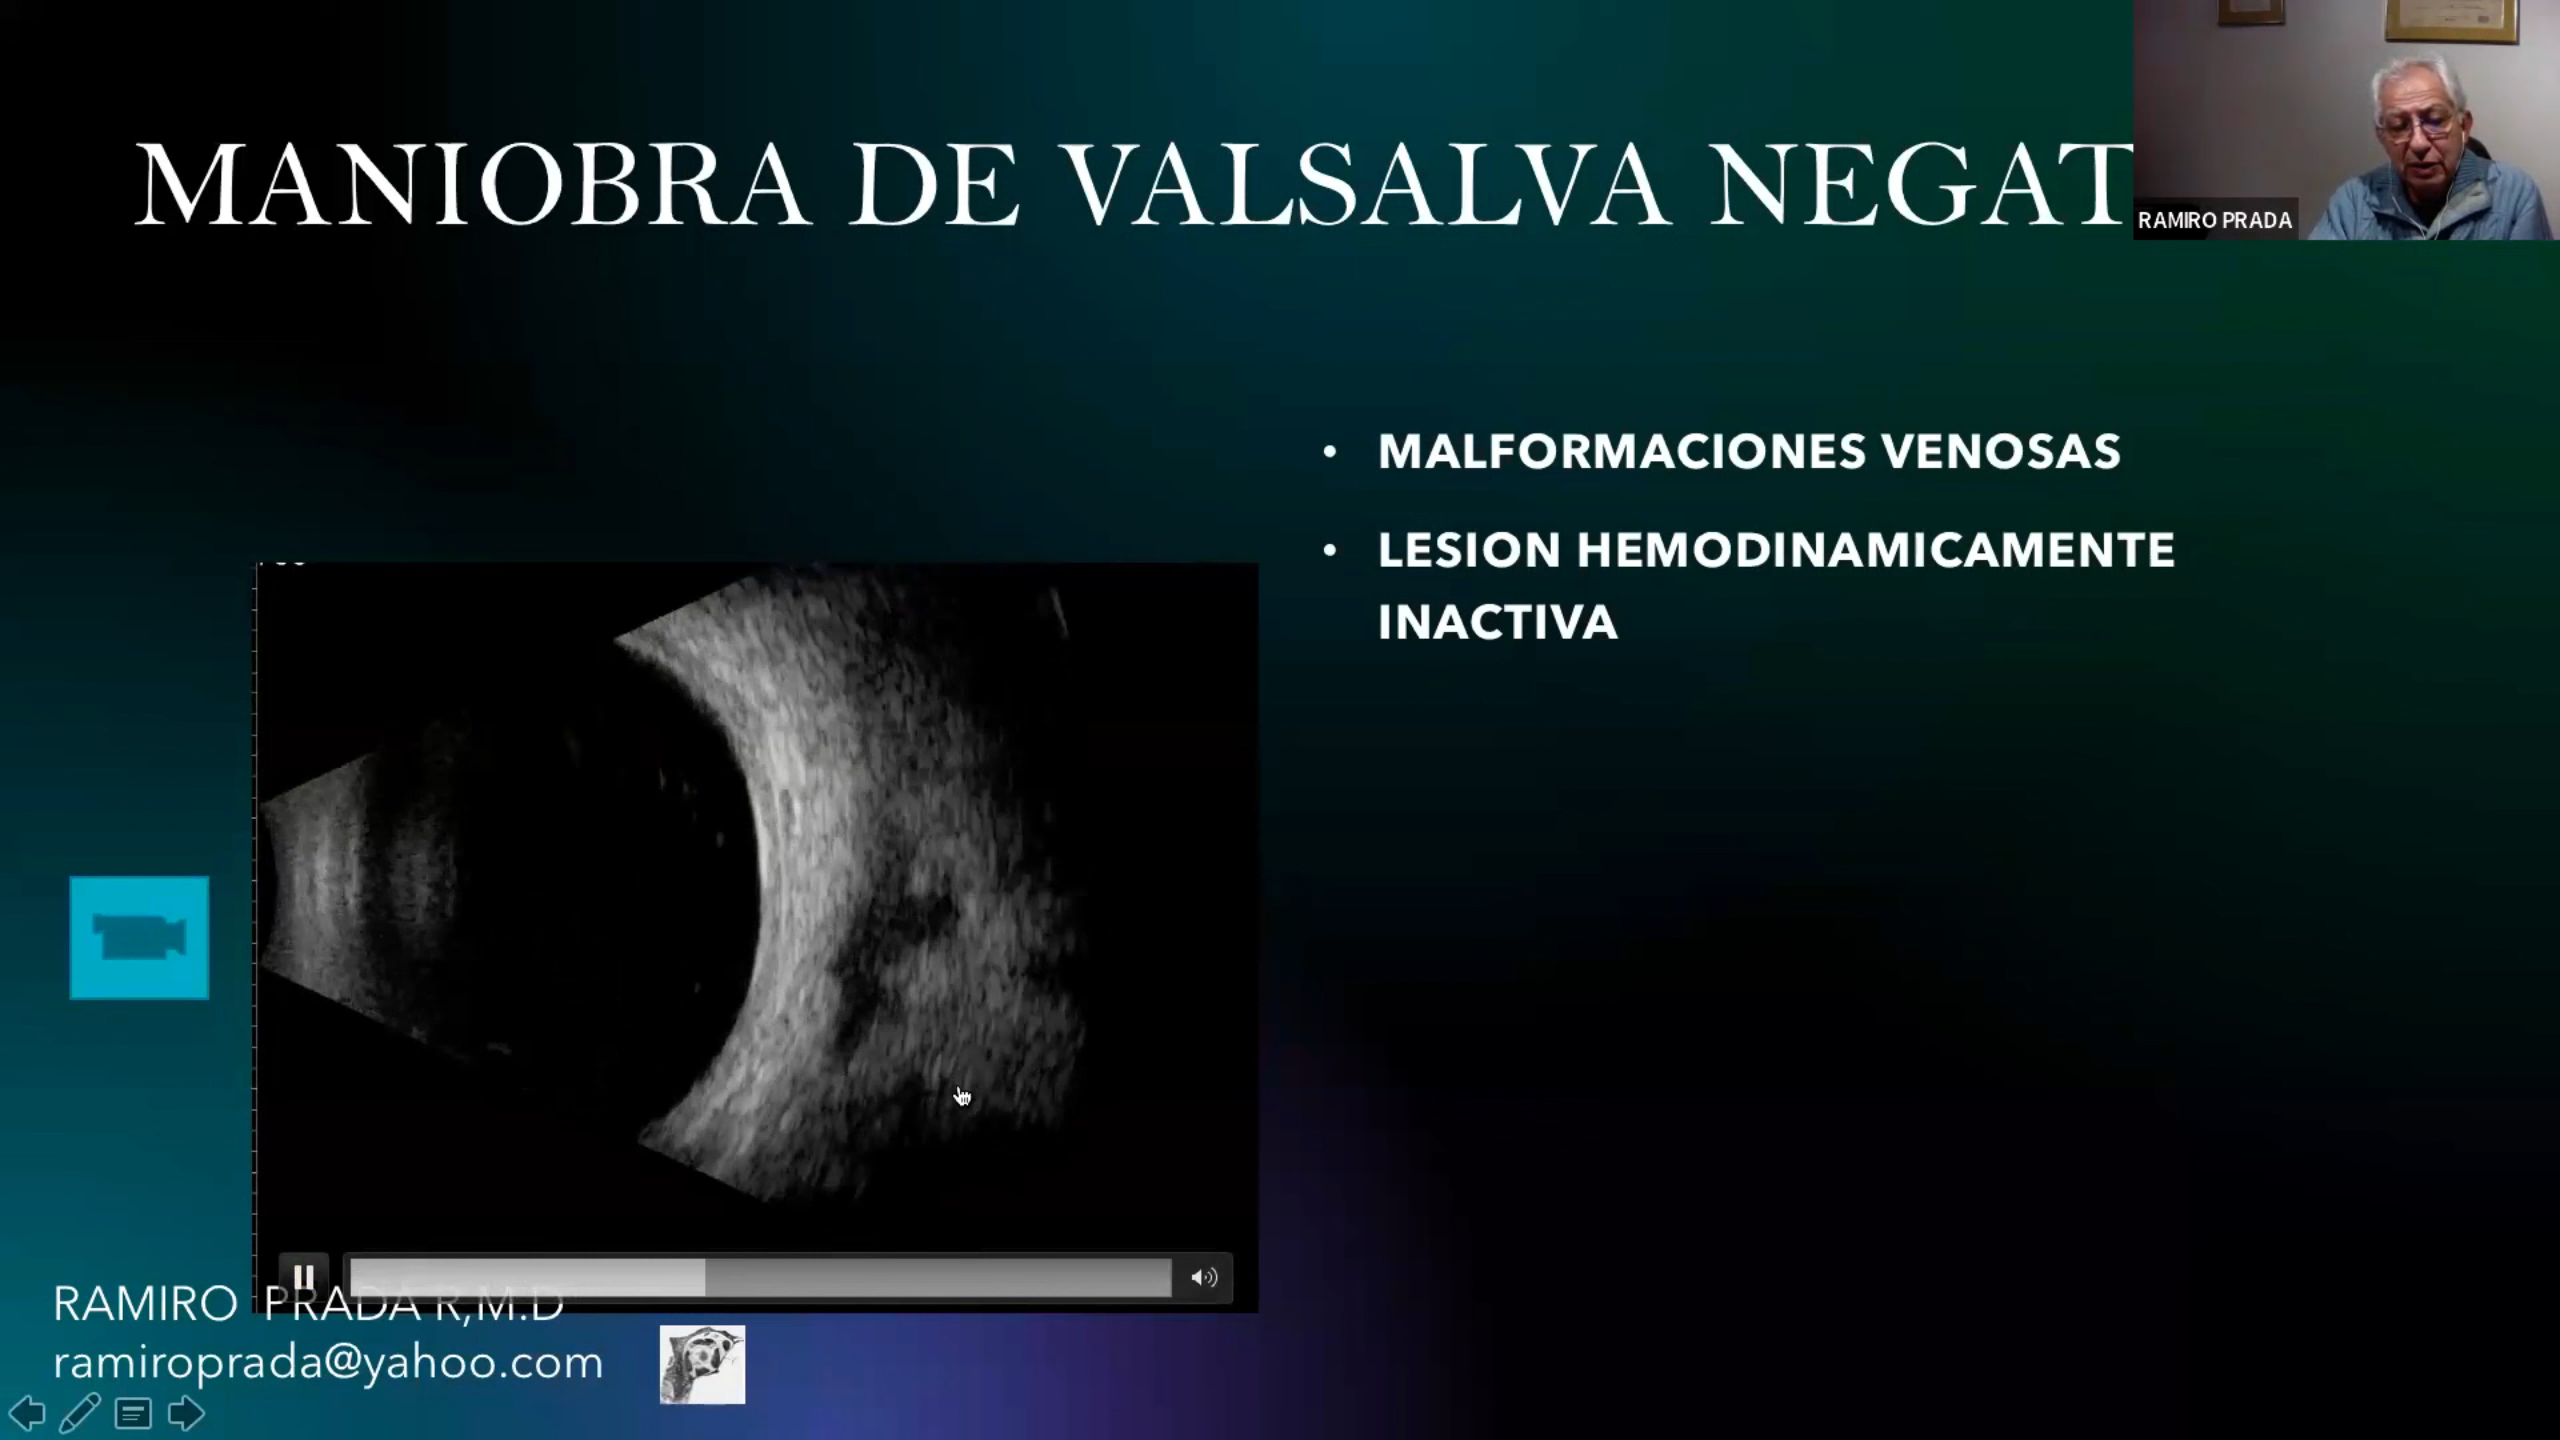 MANIOBRA DE VALSALVA NEGAT
RAMIRO PRADA
• MALFORMACIONES VENOSAS
• LESION HEMODINAMICAMENTE
INACTIVA
RAMIRO PRADA R,M.D
ramiroprada@yahoo.com